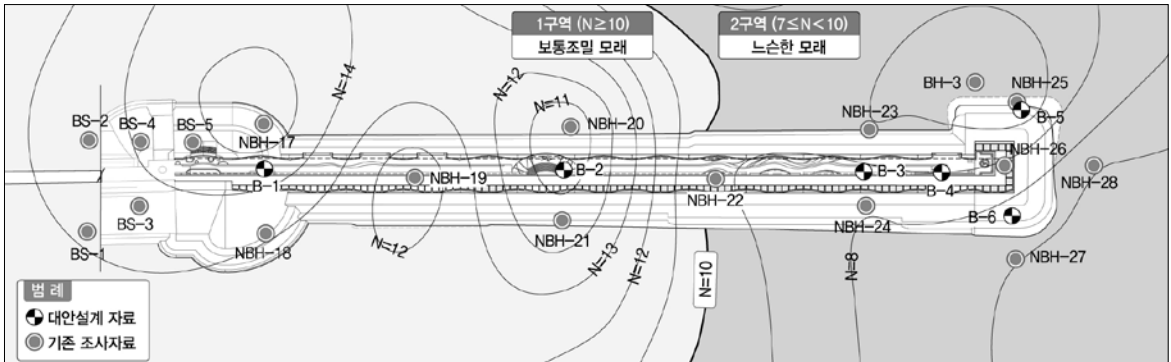 1구역 (N≥10)
보통조밀 모래
2구역 (7≤N<10)
느슨한 모래
N=14
N=12
N=11
BH-3
NBH-25
B-5
NBH-23
NBH-20
BS-2
BS-4
BS-5
NBH-17
NBH-26
NBH-28
B-1
NBH-19
B-2
NBH-22
B-3
B-4
BS-3
BS-1
NBH-18
N=12
NBH-21
NBH-24
B-6
N=13
N=12
N=10
N=8
NBH-27
범 례
대안설계 자료
기존 조사자료